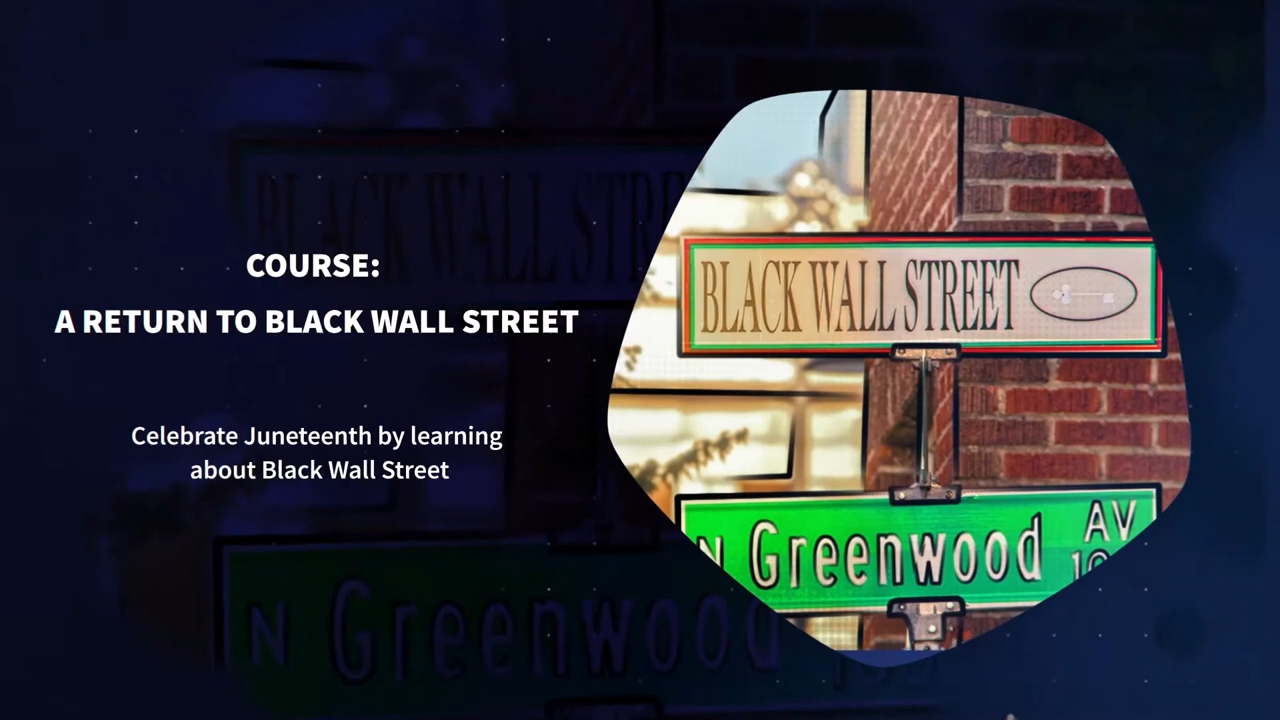 COURSE:
A RETURN TO BLACK WALL STREET
Celebrate Juneteenth by learning
about Black Wall Street
BLACK WALL STREET
N Greenwood AV